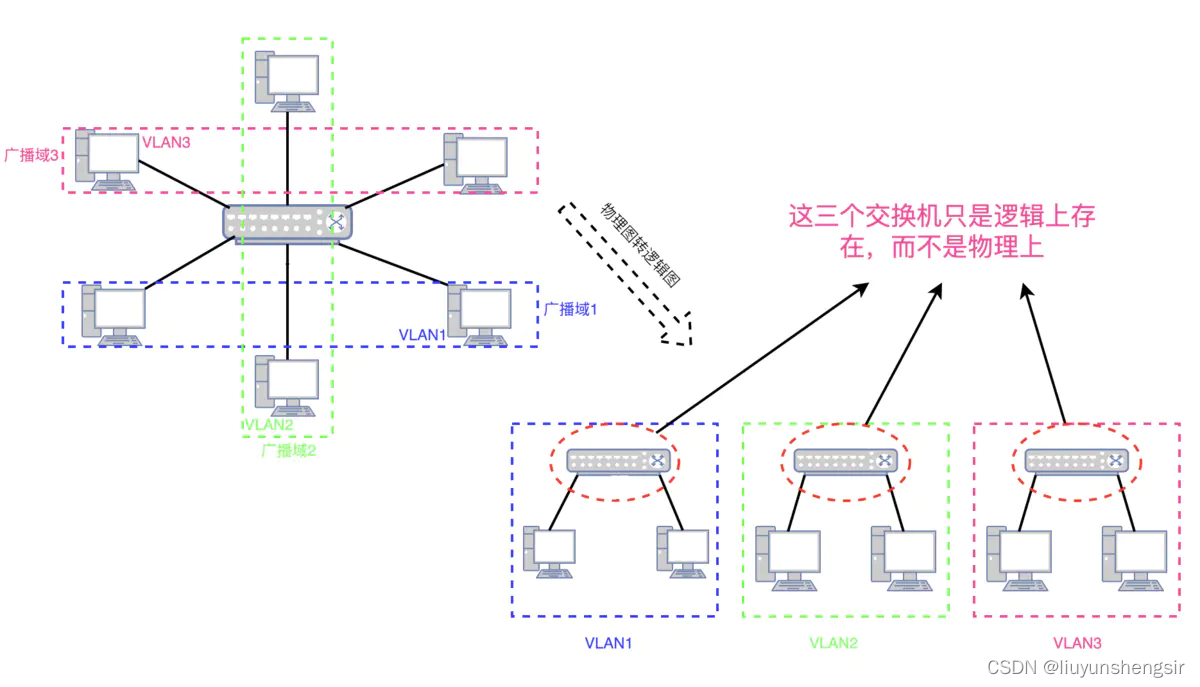 VLAN3
广播域3
物理图转逻辑图
这三个交换机只是逻辑上存
在，而不是物理上
广播域1
VLAN1
VLAN2
广播域2
VLAN1
VLAN2
VLAN3
CSDN @liuyunshengsir